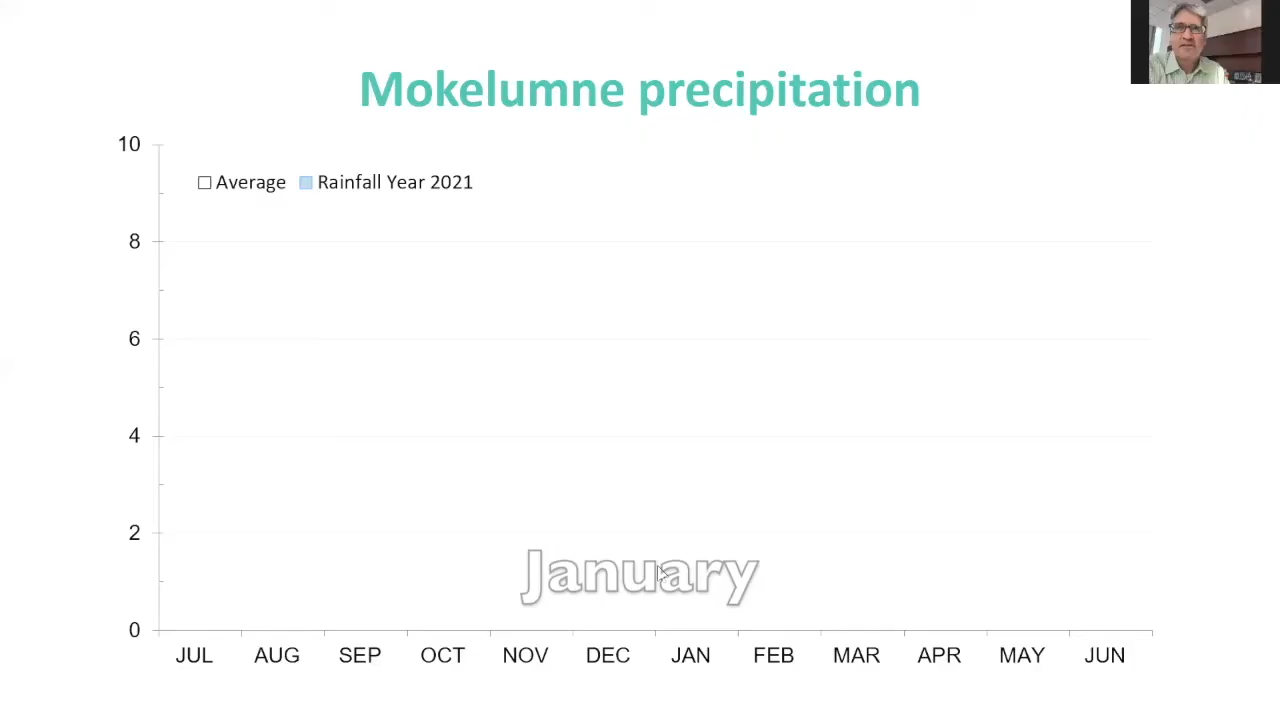 Mokelumne precipitation
10
Average Rainfall Year 2021
8
6
4
2
January
0
JUL AUG SEP OCT NOV DEC JAN FEB MAR APR MAY JUN